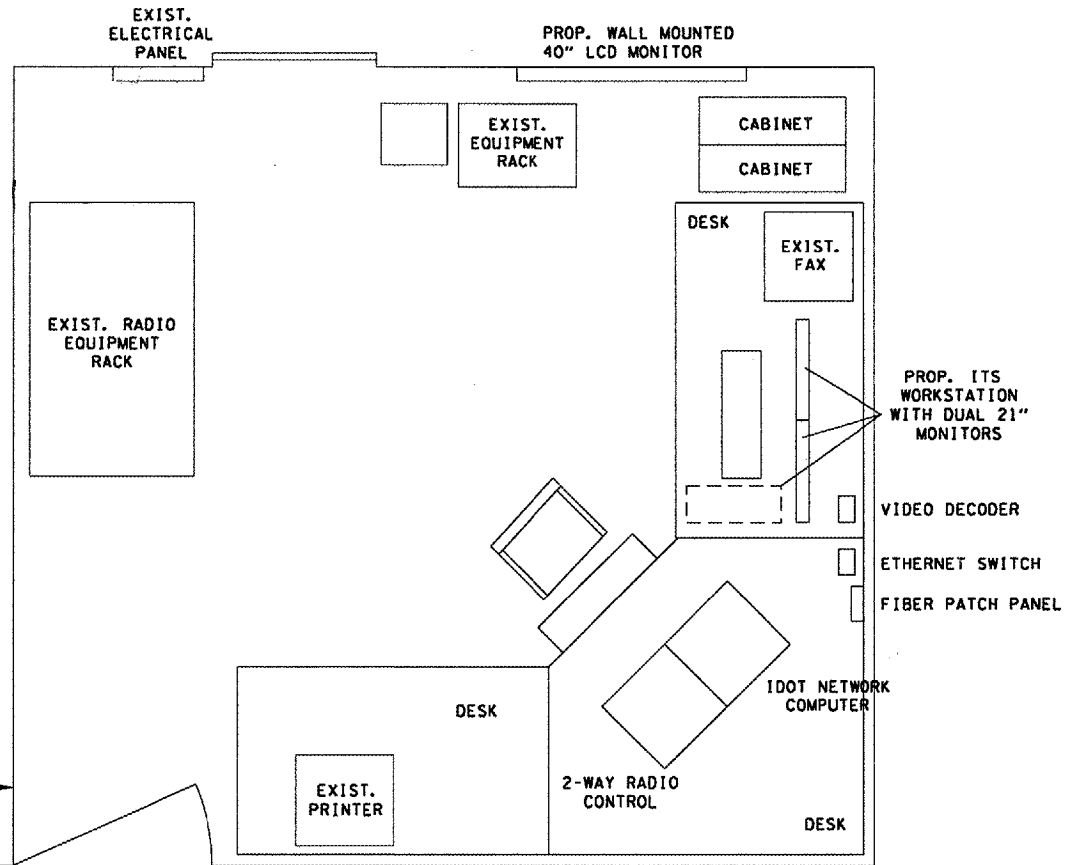 EXIST.
ELECTRICAL
PANEL
PROP. WALL MOUNTED
40" LCD MONITOR
EXIST.
EQUIPMENT
RACK
CABINET
CABINET
DESK
EXIST.
FAX
EXIST. RADIO
EQUIPMENT
RACK
PROP. ITS
WORKSTATION
WITH DUAL 21"
MONITORS
VIDEO DECODER
ETHERNET SWITCH
FIBER PATCH PANEL
IDOT NETWORK
COMPUTER
DESK
2-WAY RADIO
CONTROL
EXIST.
PRINTER
DESK